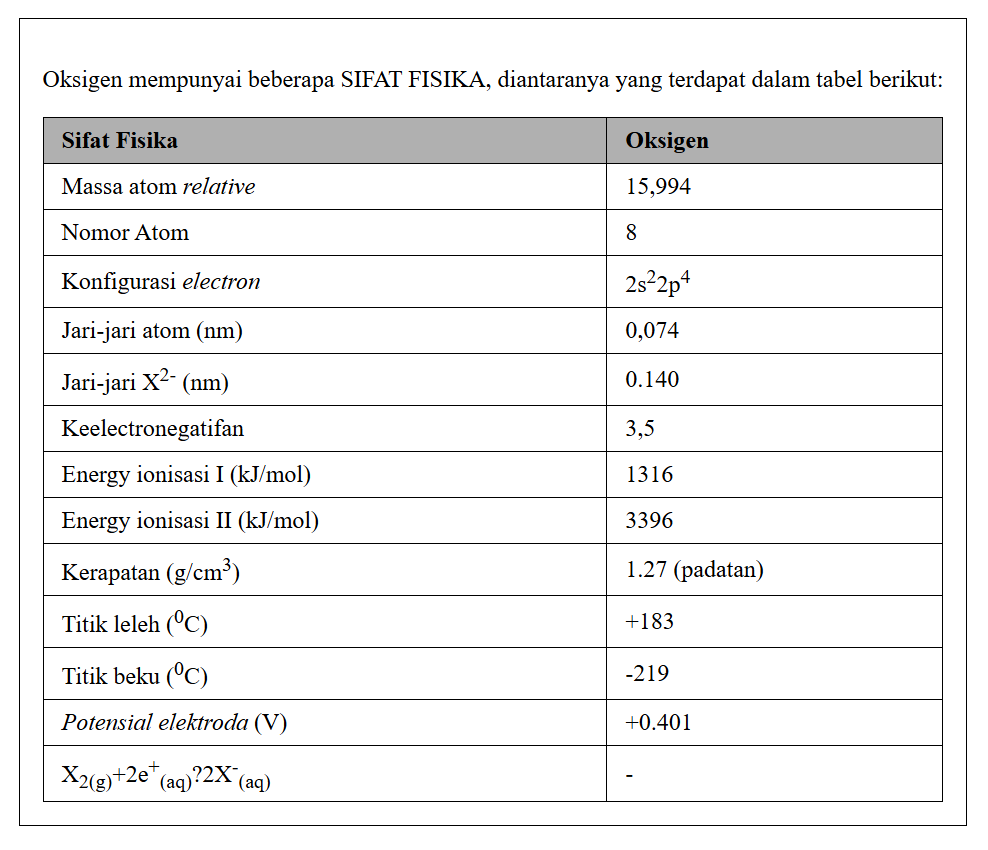 Oksigen mempunyai beberapa SIFAT FISIKA, diantaranya yang terdapat dalam tabel berikut:
Sifat Fisika Oksigen
Massa atom relative 15,994
Nomor Atom 8
Konfigurasi electron 2s²2p⁴
Jari-jari atom (nm) 0,074
Jari-jari X²⁻ (nm) 0.140
Keelectronegatifan 3,5
Energy ionisasi I (kJ/mol) 1316
Energy ionisasi II (kJ/mol) 3396
Kerapatan (g/cm³) 1.27 (padatan)
Titik leleh (⁰C) +183
Titik beku (⁰C) -219
Potensial elektroda (V) +0.401
X₂₍g₎+2e⁺₍aq₎?2X⁻₍aq₎ -